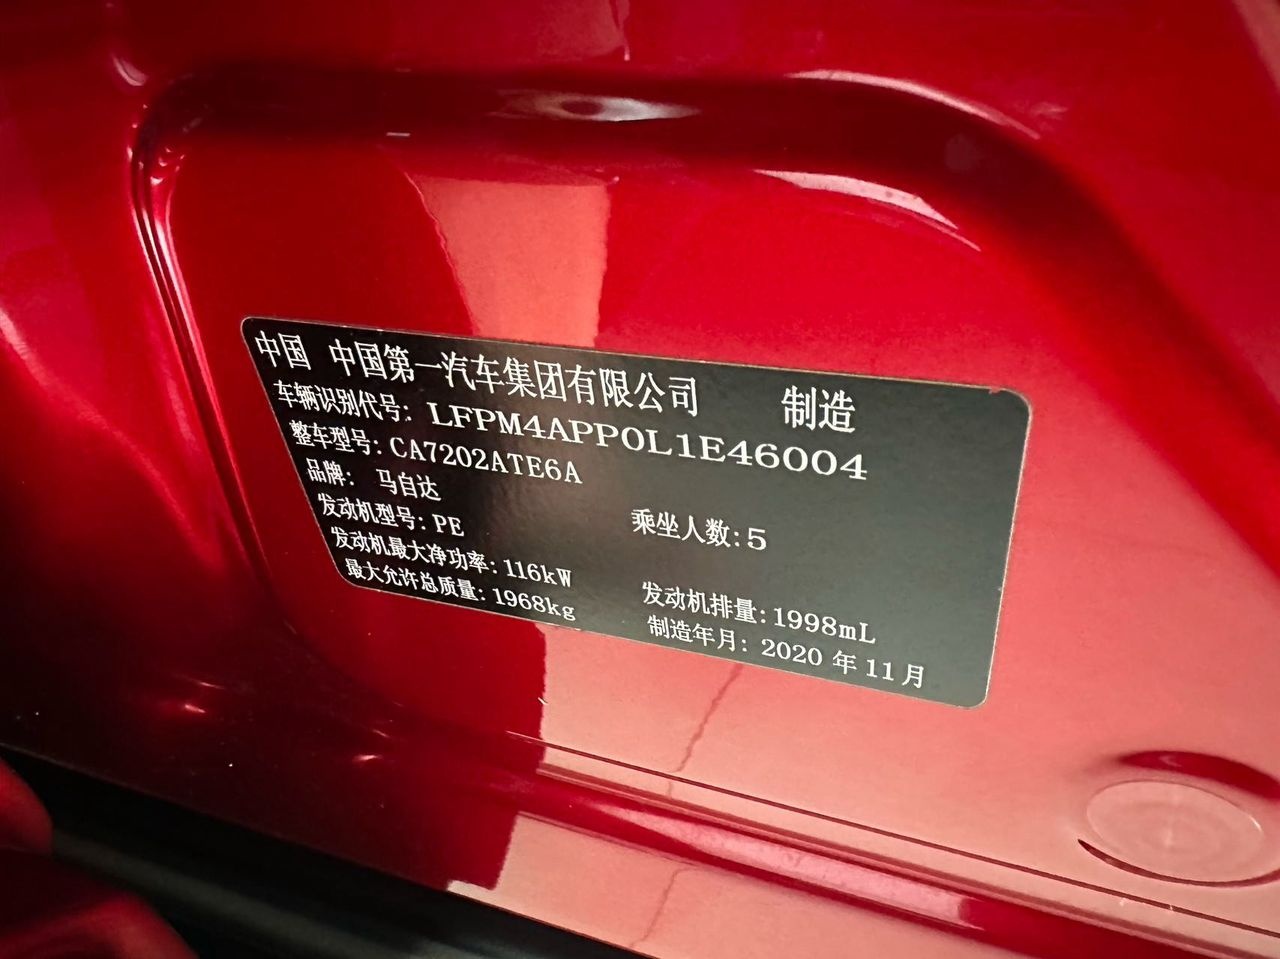 中国 中国第一汽车集团有限公司 制造
车辆识别代号: LFPM4APP0L1E46004
整车型号: CA7202ATE6A
品牌: 马自达
发动机型号: PE 乘坐人数: 5
发动机最大净功率: 116kW 发动机排量: 1998mL
最大允许总质量: 1968kg 制造年月: 2020 年 11 月